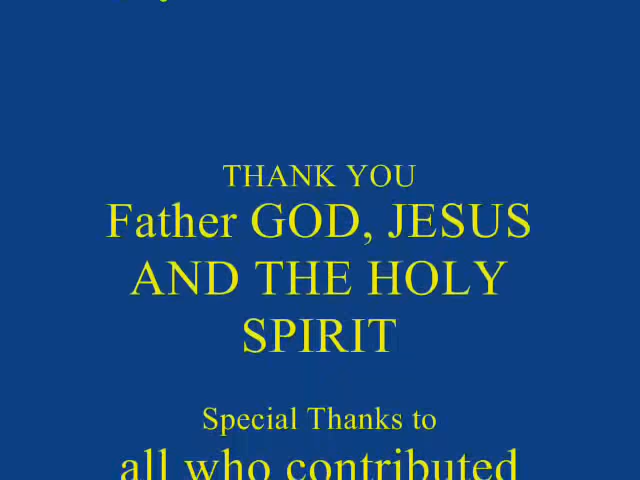 THANK YOU
Father GOD, JESUS
AND THE HOLY
SPIRIT
Special Thanks to
all who contributed